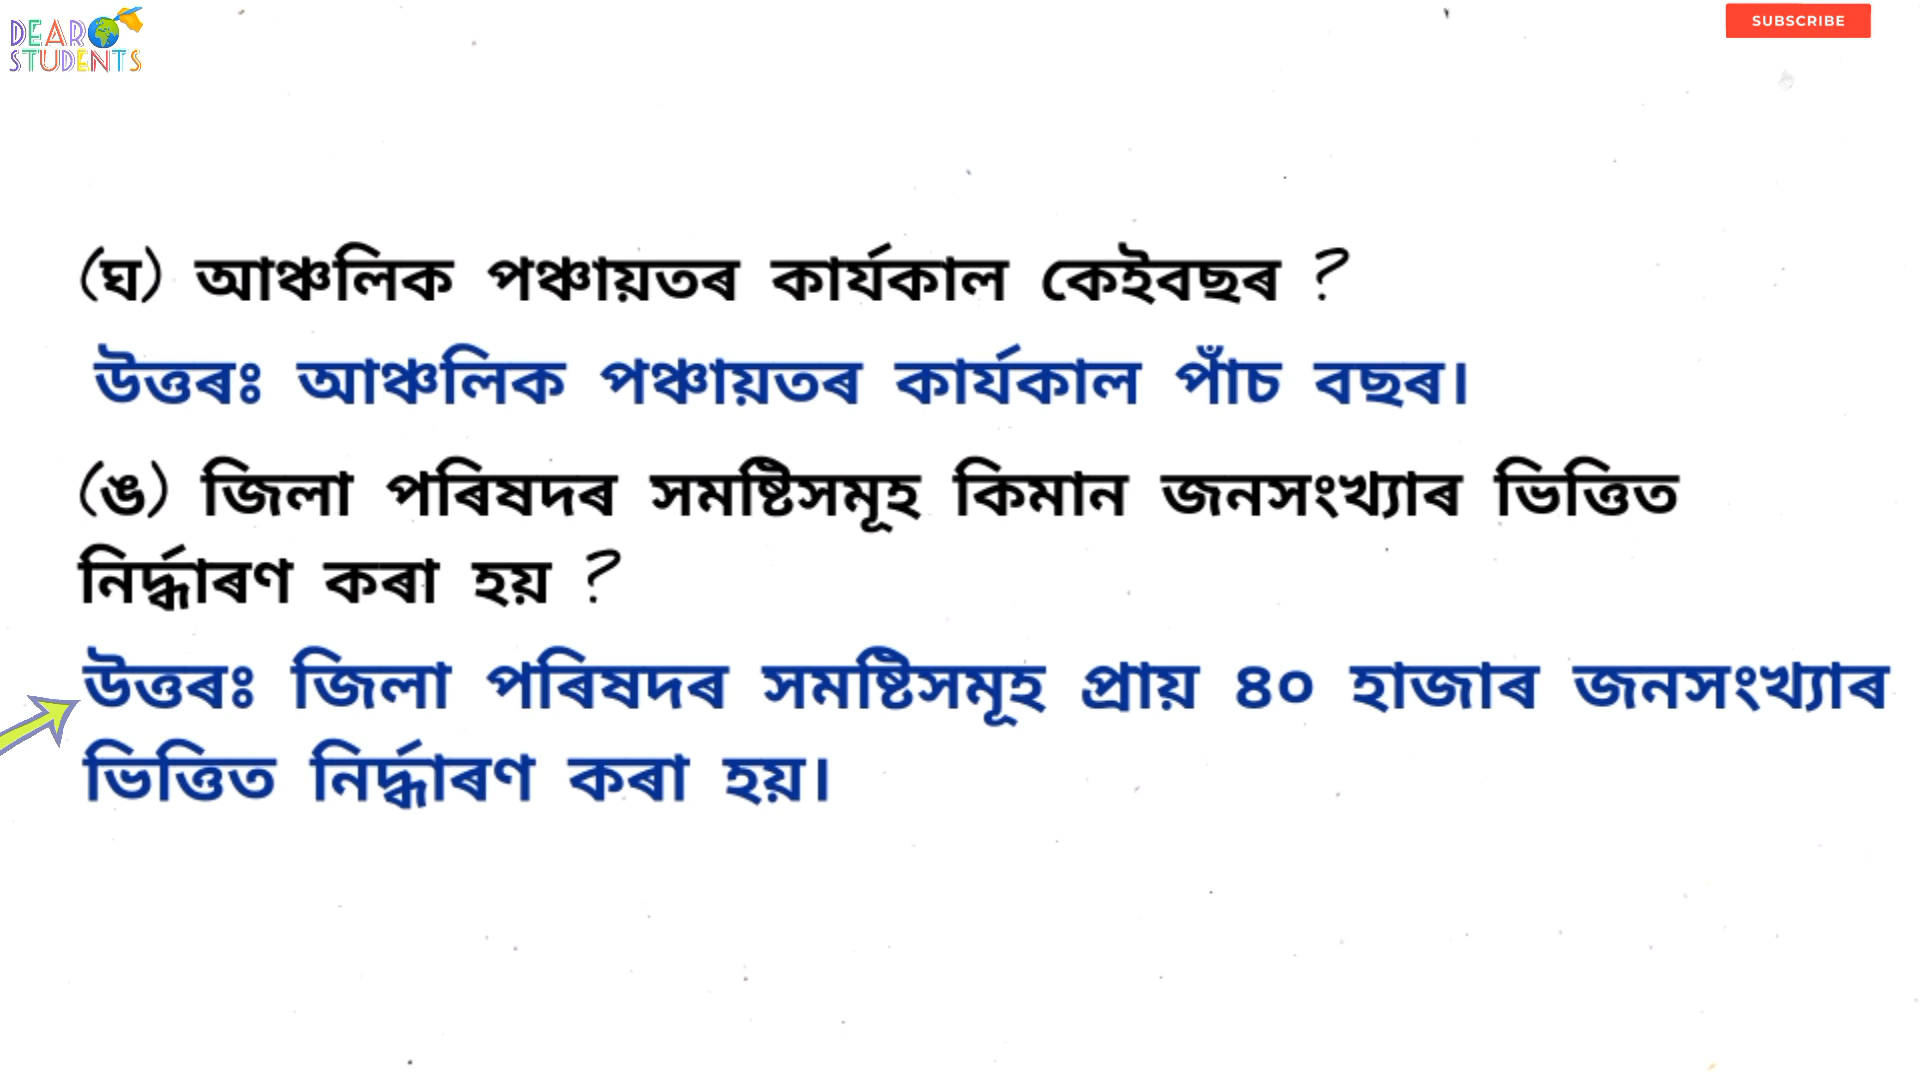 DEAR
STUDENTS
SUBSCRIBE
(ঘ) আঞ্চলিক পঞ্চায়তৰ কাৰ্যকাল কেইবছৰ ?
উত্তৰঃ আঞ্চলিক পঞ্চায়তৰ কাৰ্যকাল পাঁচ বছৰ।
(ঙ) জিলা পৰিষদৰ সমষ্টিসমূহ কিমান জনসংখ্যাৰ ভিত্তিত
নিৰ্দ্ধাৰণ কৰা হয় ?
উত্তৰঃ জিলা পৰিষদৰ সমষ্টিসমূহ প্ৰায় ৪০ হাজাৰ জনসংখ্যাৰ
ভিত্তিত নিৰ্দ্ধাৰণ কৰা হয়।